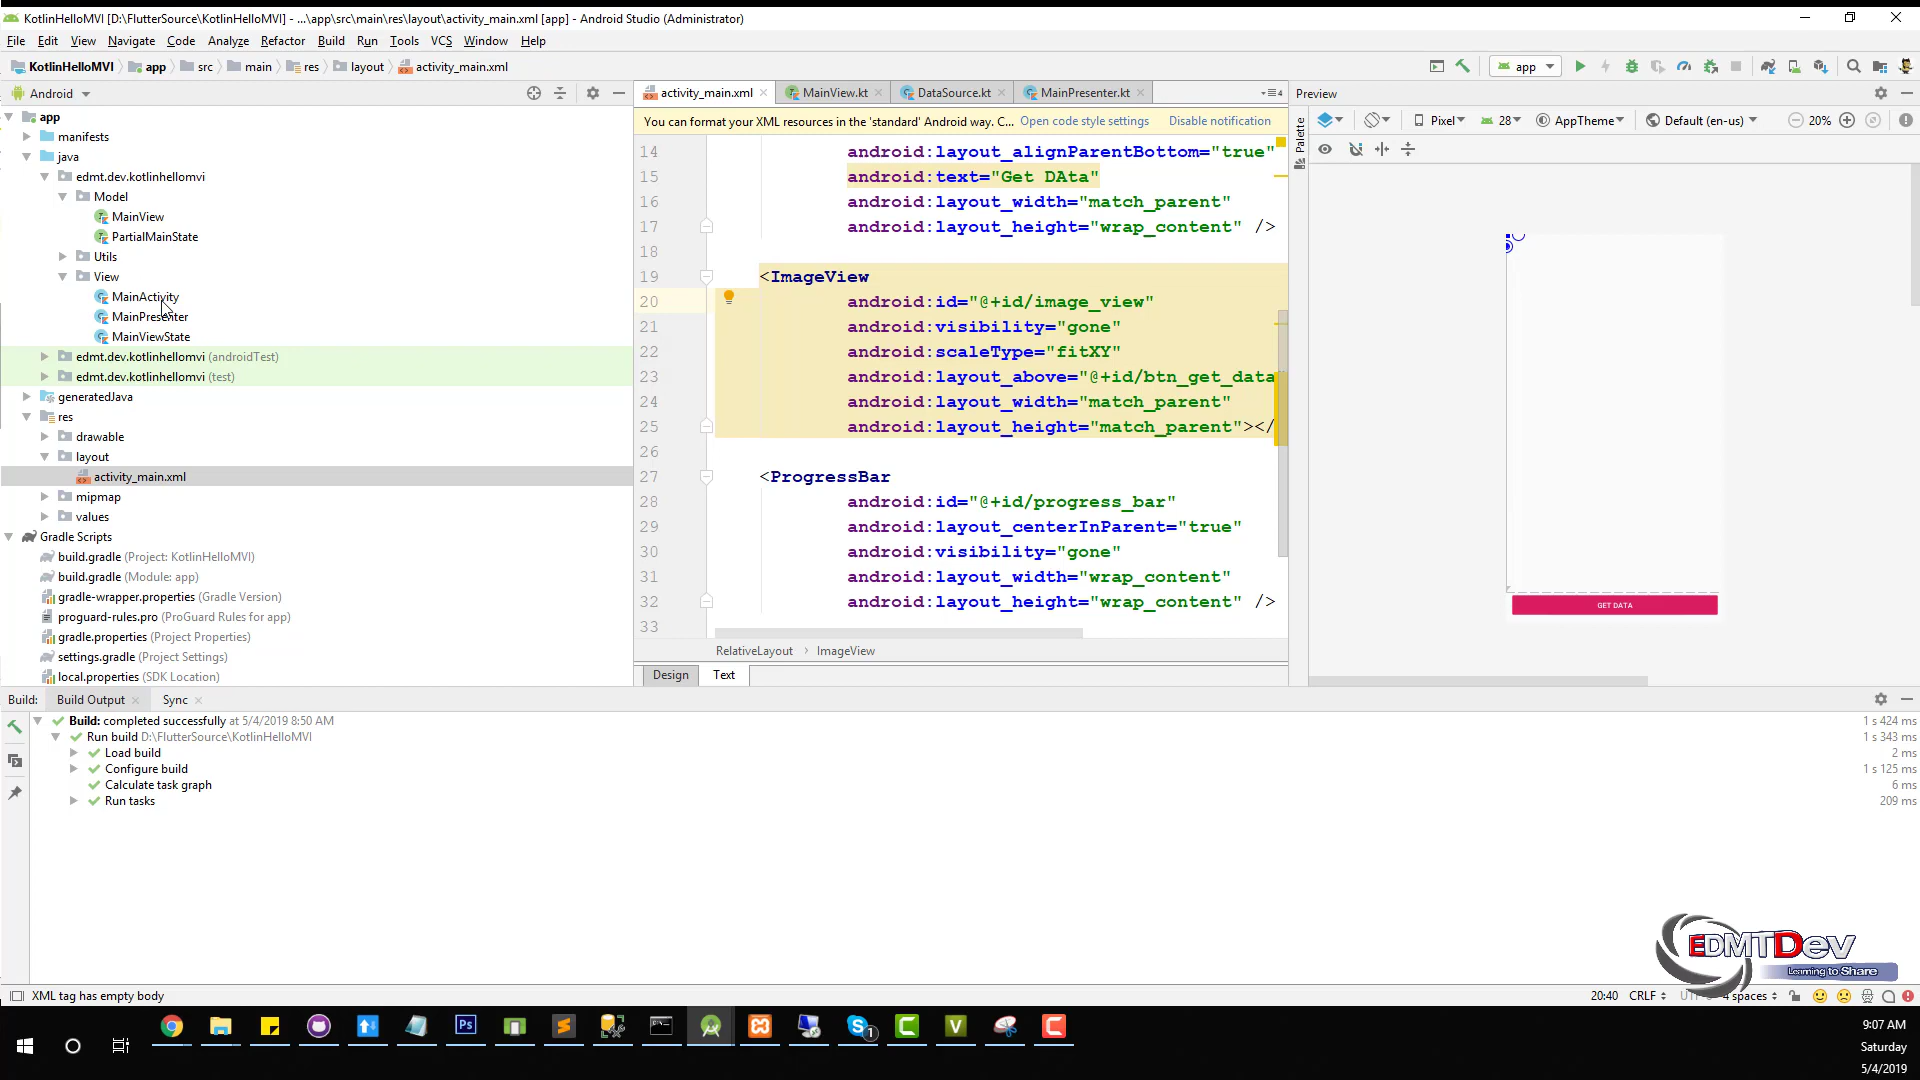 KotlinHelloMVI [D:\FlutterSource\KotlinHelloMVI] - ...\app\src\main\res\layout\activity_main.xml [app] - Android Studio (Administrator)
File Edit View Navigate Code Analyze Refactor Build Run Tools VCS Window Help
KotlinHelloMVI app src main res layout activity_main.xml
app
Android
activity_main.xml MainView.kt DataSource.kt MainPresenter.kt
4
Preview
You can format your XML resources in the 'standard' Android way. C... Open code style settings Disable notification
Palette
Pixel 28 AppTheme Default (en-us) 20%
app
manifests
java
edmt.dev.kotlinhellomvi
Model
MainView
PartialMainState
Utils
View
MainActivity
MainPresenter
MainViewState
edmt.dev.kotlinhellomvi (androidTest)
edmt.dev.kotlinhellomvi (test)
generatedJava
res
drawable
layout
activity_main.xml
mipmap
values
Gradle Scripts
build.gradle (Project: KotlinHelloMVI)
build.gradle (Module: app)
gradle-wrapper.properties (Gradle Version)
proguard-rules.pro (ProGuard Rules for app)
gradle.properties (Project Properties)
settings.gradle (Project Settings)
local.properties (SDK Location)
14 android:layout_alignParentBottom="true"
15 android:text="Get DAta"
16 android:layout_width="match_parent"
17 android:layout_height="wrap_content" />
18
19 <ImageView
20 android:id="@+id/image_view"
21 android:visibility="gone"
22 android:scaleType="fitXY"
23 android:layout_above="@+id/btn_get_data
24 android:layout_width="match_parent"
25 android:layout_height="match_parent"></
26
27 <ProgressBar
28 android:id="@+id/progress_bar"
29 android:layout_centerInParent="true"
30 android:visibility="gone"
31 android:layout_width="wrap_content"
32 android:layout_height="wrap_content" />
33
RelativeLayout › ImageView
Design Text
GET DATA
Build: Build Output Sync
Build: completed successfully at 5/4/2019 8:50 AM 1 s 424 ms
Run build D:\FlutterSource\KotlinHelloMVI 1 s 343 ms
Load build 2 ms
Configure build 1 s 125 ms
Calculate task graph 6 ms
Run tasks 209 ms
EDMTDev
Learning to Share
XML tag has empty body 20:40 CRLF 4 spaces
Ps
1
9:07 AM
Saturday
5/4/2019